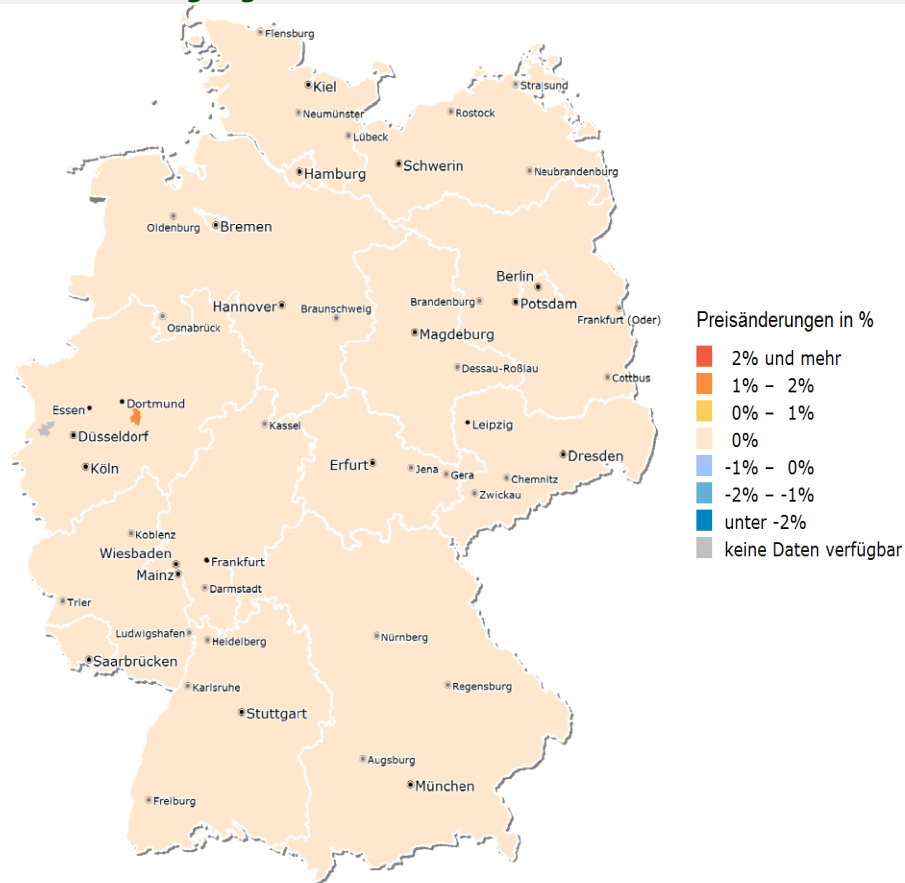 Flensburg
Kiel
Stralsund
Neumünster
Rostock
Lübeck
Schwerin
Hamburg
Neubrandenburg
Oldenburg
Bremen
Berlin
Hannover
Braunschweig
Brandenburg
Potsdam
Osnabrück
Frankfurt (Oder)
Magdeburg
Dessau-Roßlau
Cottbus
Essen
Dortmund
Düsseldorf
Kassel
Leipzig
Köln
Erfurt
Jena
Gera
Dresden
Chemnitz
Zwickau
Koblenz
Wiesbaden
Frankfurt
Mainz
Darmstadt
Trier
Ludwigshafen
Heidelberg
Nürnberg
Saarbrücken
Karlsruhe
Regensburg
Stuttgart
Augsburg
München
Freiburg
Preisänderungen in %
2% und mehr
1% – 2%
0% – 1%
0%
-1% – 0%
-2% – -1%
unter -2%
keine Daten verfügbar